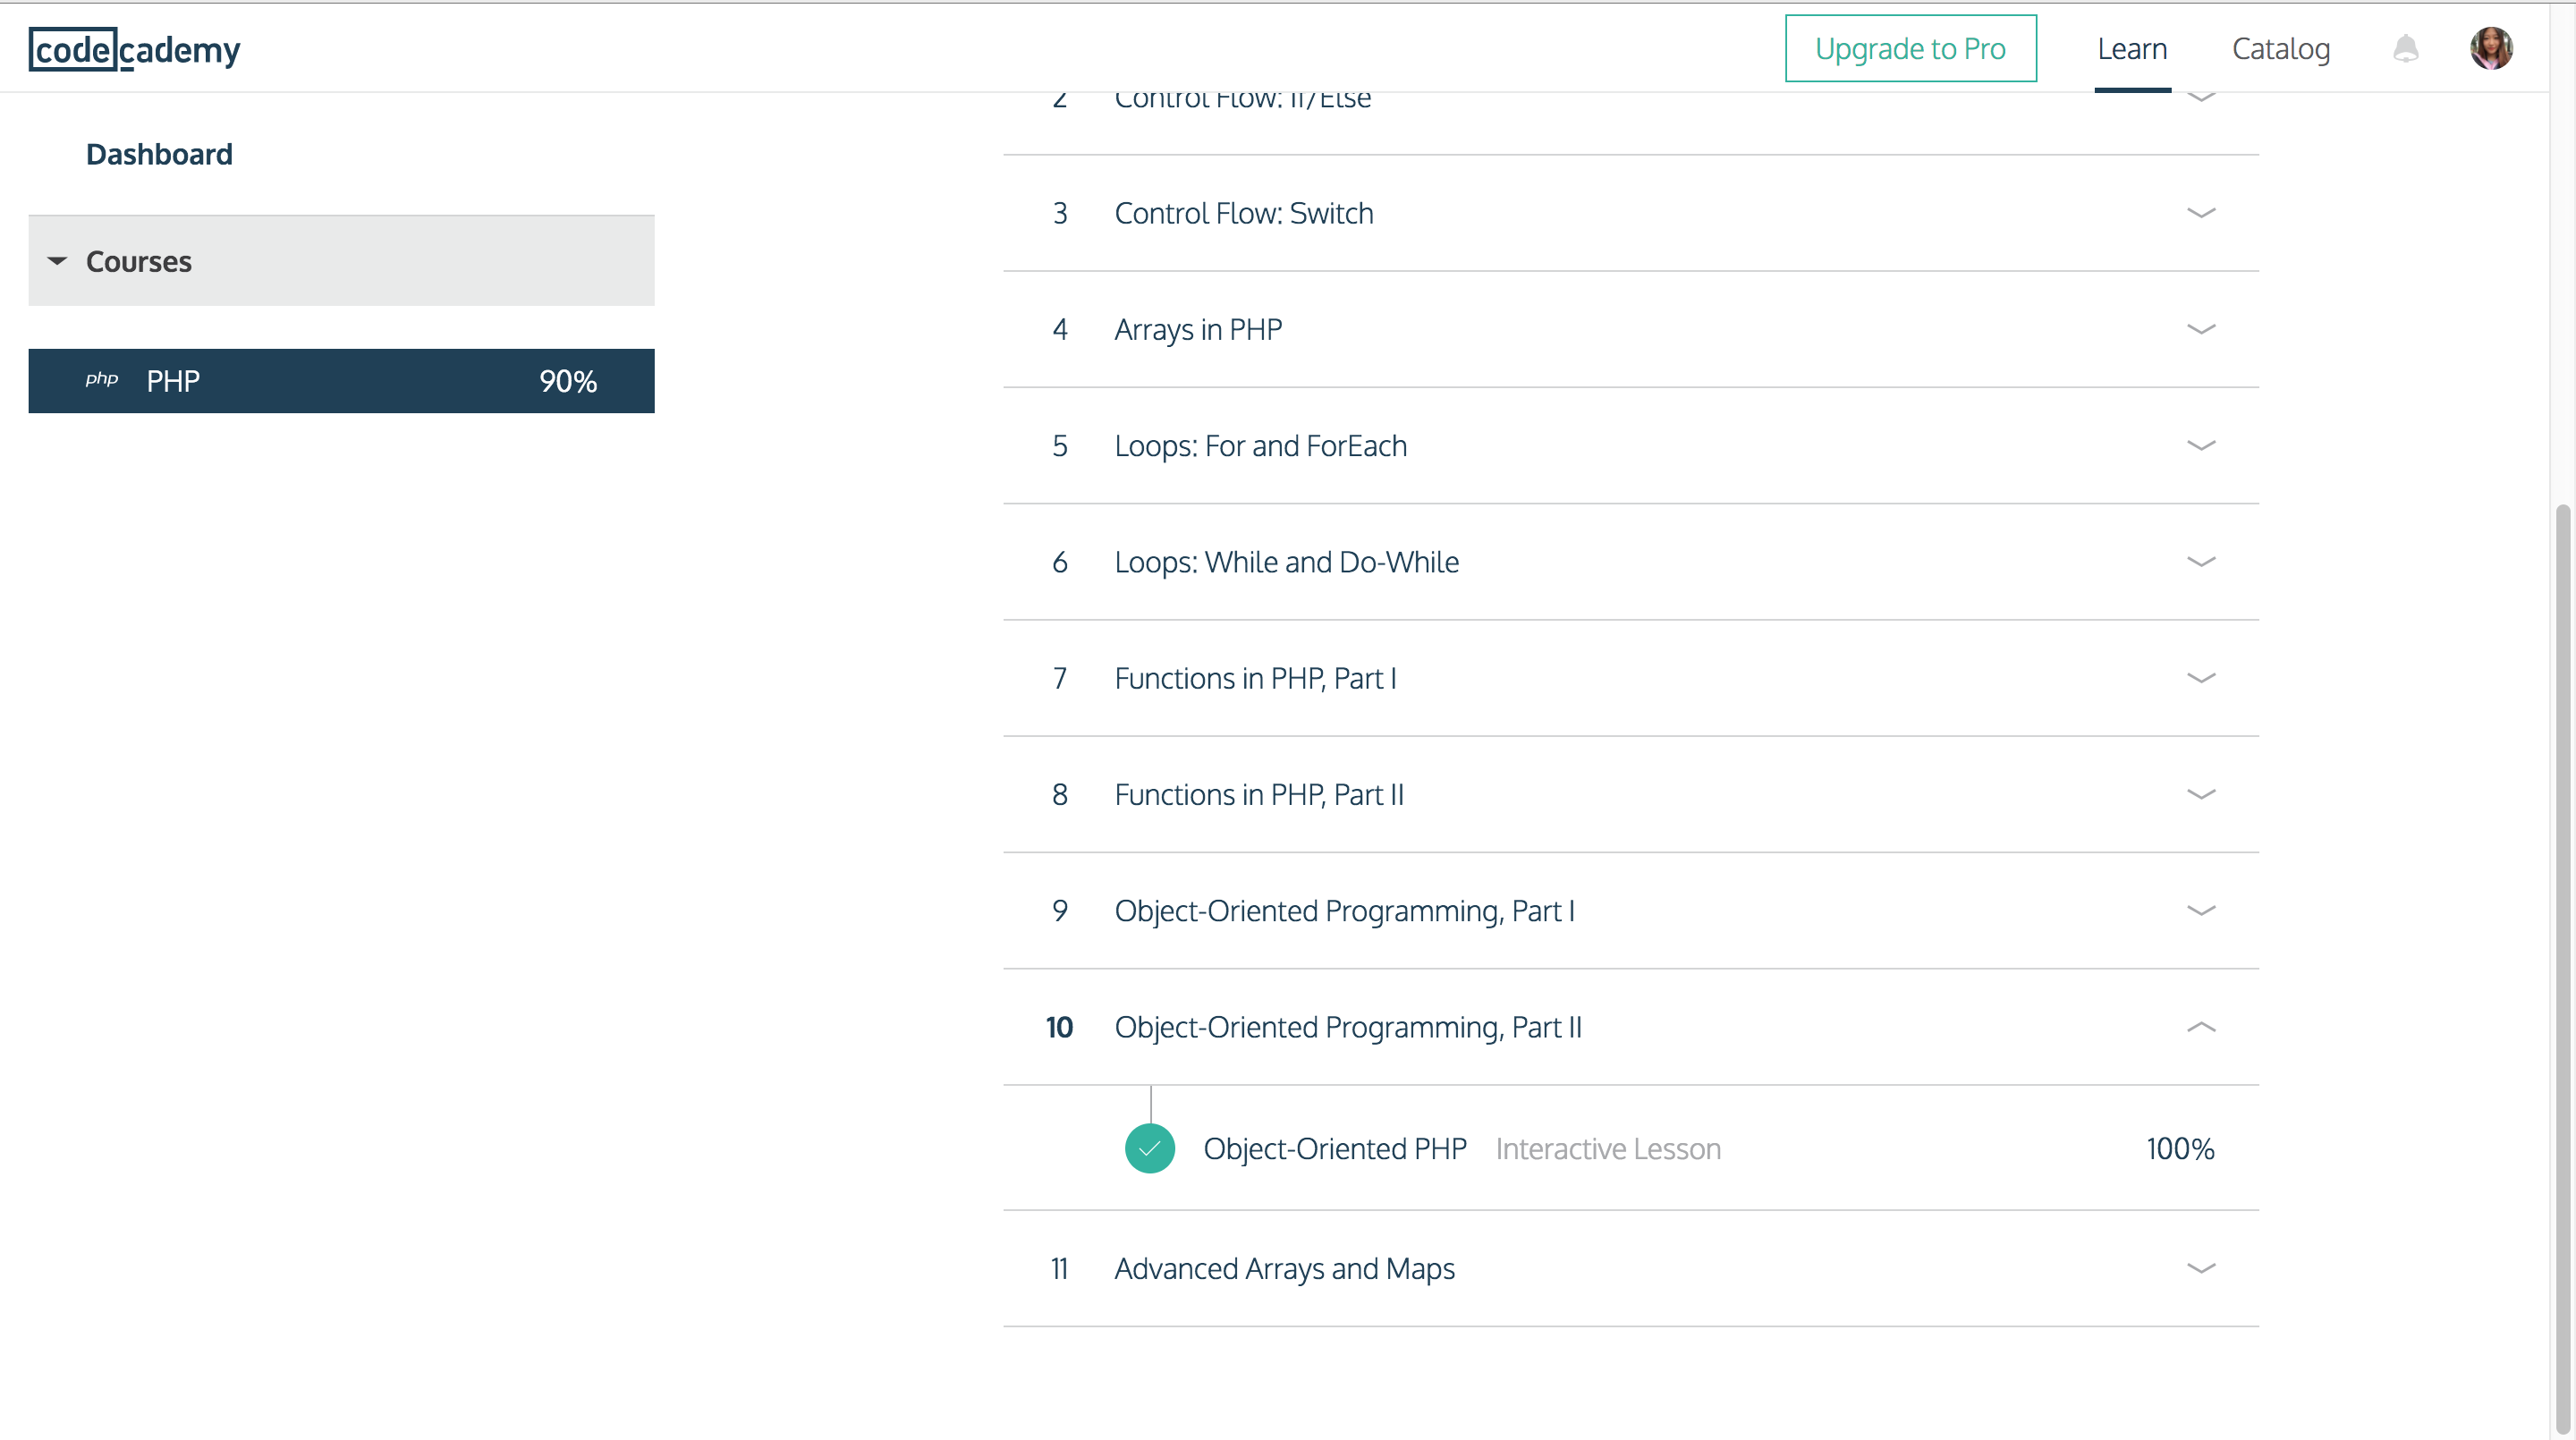 codecademy
Upgrade to Pro
Learn
Catalog
Dashboard
Courses
php PHP 90%
2 Control Flow: If/Else
3 Control Flow: Switch
4 Arrays in PHP
5 Loops: For and ForEach
6 Loops: While and Do-While
7 Functions in PHP, Part I
8 Functions in PHP, Part II
9 Object-Oriented Programming, Part I
10 Object-Oriented Programming, Part II
Object-Oriented PHP Interactive Lesson 100%
11 Advanced Arrays and Maps